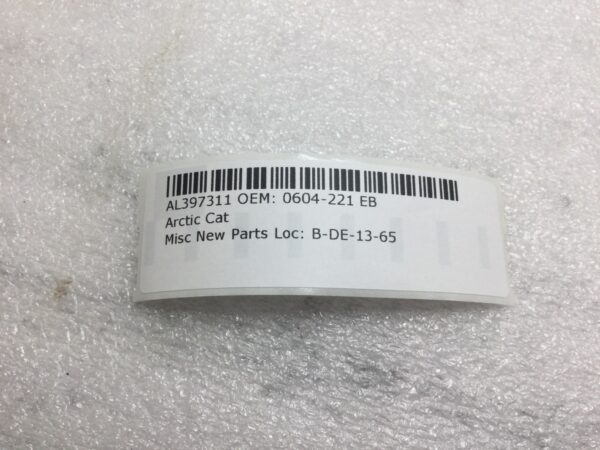 AL397311 OEM: 0604-221 EB
Arctic Cat
Misc New Parts Loc: B-DE-13-65